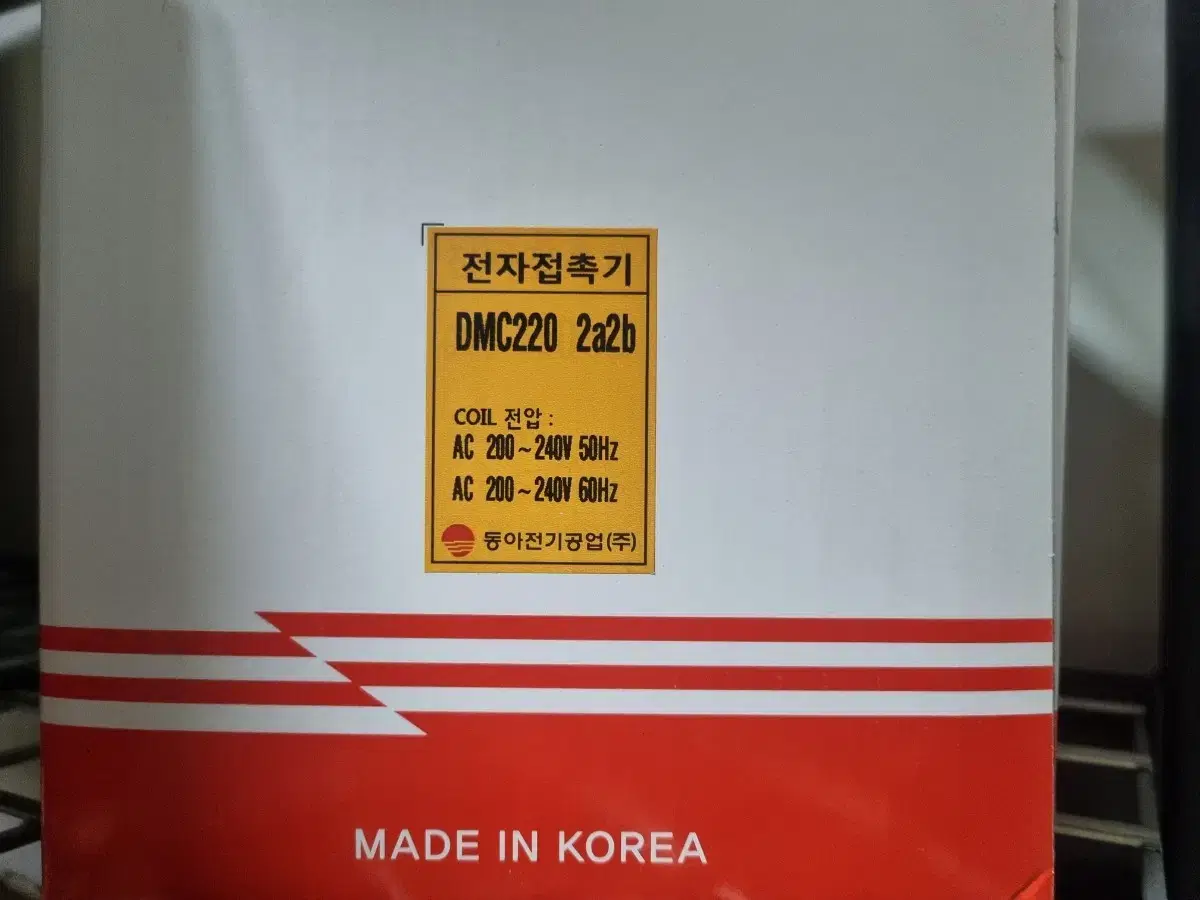 전자접촉기
DMC220 2a2b
COIL 전압 :
AC 200~240V 50Hz
AC 200~240V 60Hz
동아전기공업(주)
MADE IN KOREA